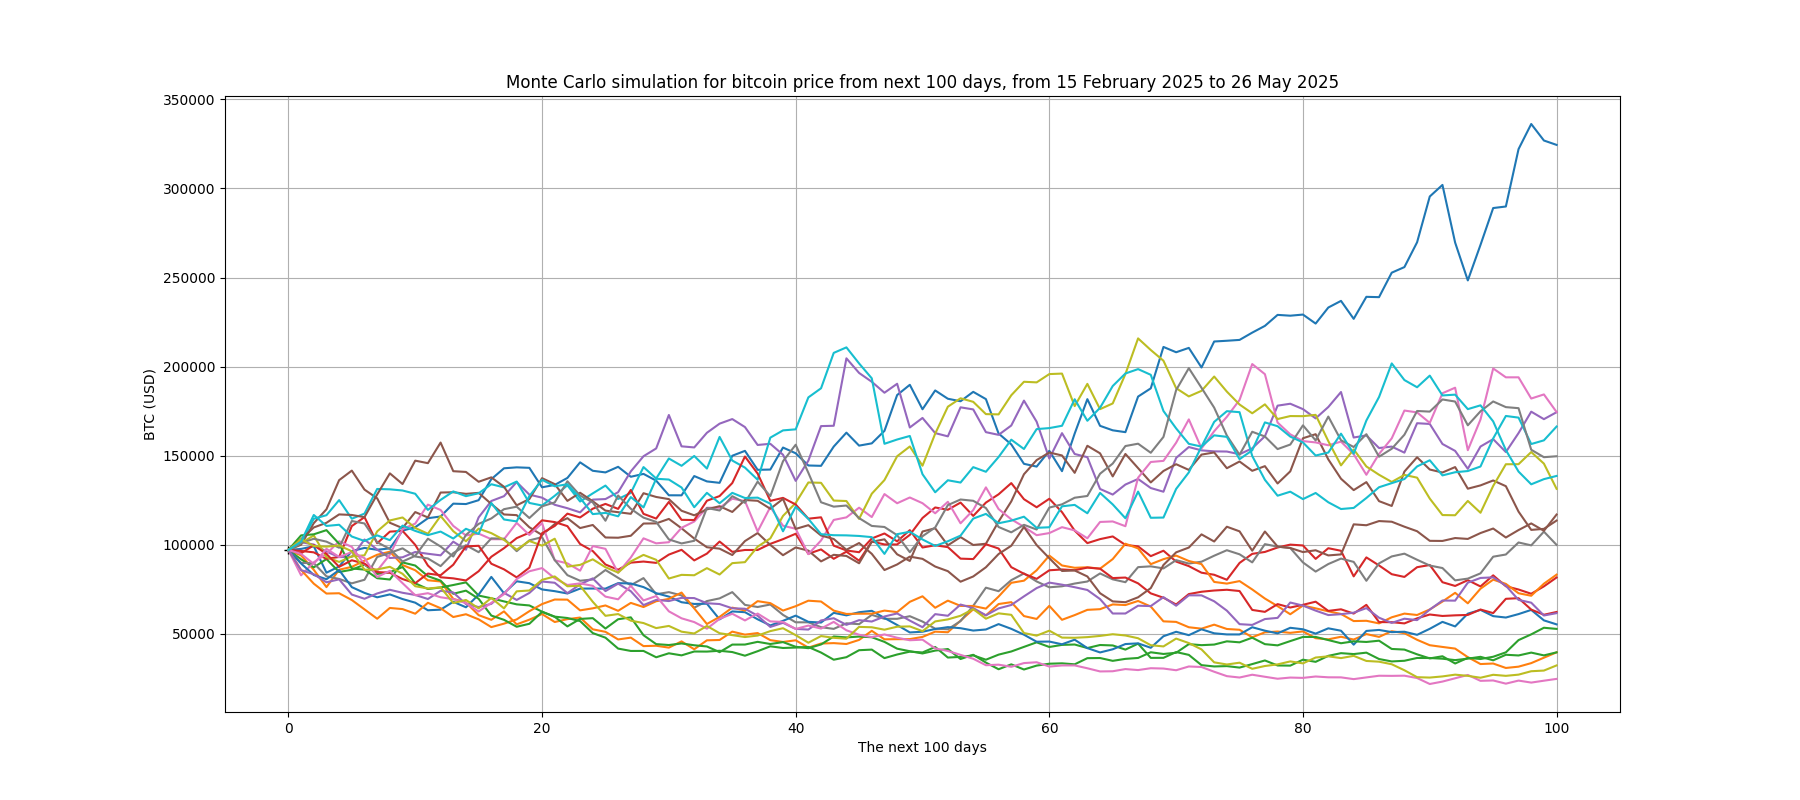 Monte Carlo simulation for bitcoin price from next 100 days, from 15 February 2025 to 26 May 2025
350000
300000
250000
200000
150000
100000
50000
BTC (USD)
0 20 40 60 80 100
The next 100 days